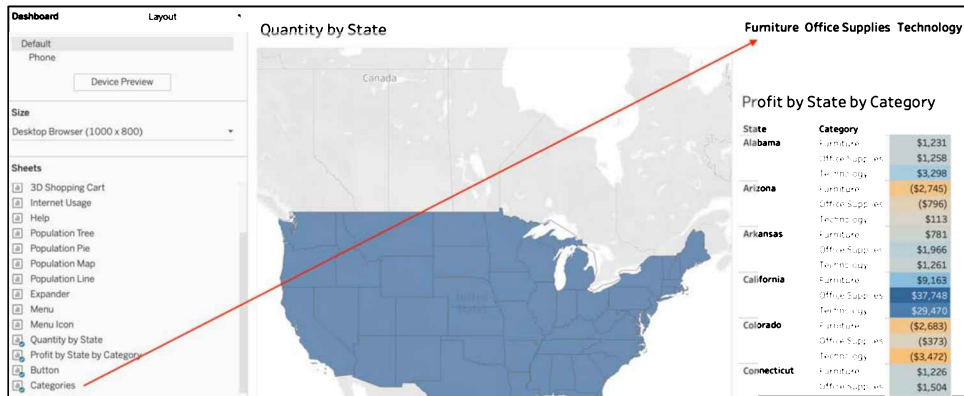 Dashboard Layout
Default
Phone
Device Preview
Size
Desktop Browser (1000 x 800)
Sheets
3D Shopping Cart
Internet Usage
Help
Population Tree
Population Pie
Population Map
Population Line
Expander
Menu
Menu Icon
Quantity by State
Profit by State by Category
Button
Categories
Quantity by State
Canada
United States
Furniture Office Supplies Technology
Profit by State by Category
State Category
Alabama Furniture $1,231
Office Supplies $1,258
Technology $3,298
Arizona Furniture ($2,745)
Office Supplies ($796)
Technology $113
Arkansas Furniture $781
Office Supplies $1,966
Technology $1,261
California Furniture $9,163
Office Supplies $37,748
Technology $29,470
Colorado Furniture ($2,683)
Office Supplies ($373)
Technology ($3,472)
Connecticut Furniture $1,226
Office Supplies $1,504